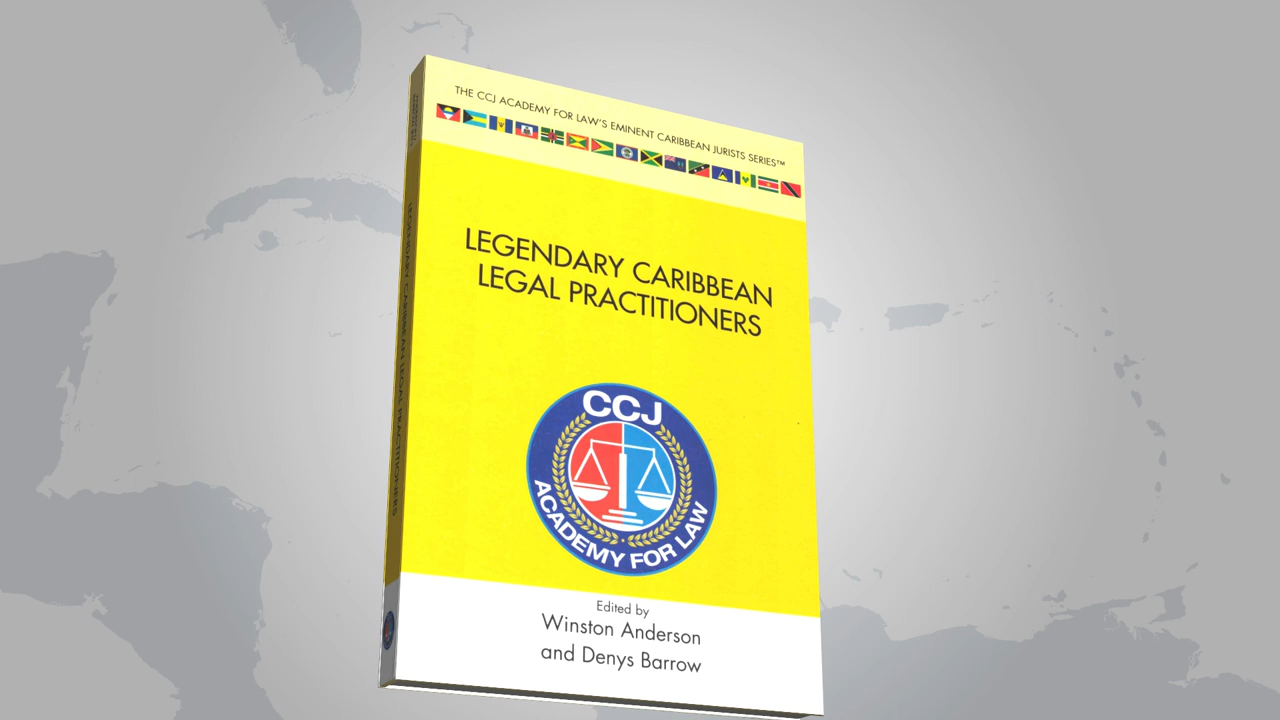 THE CCJ ACADEMY FOR LAW'S EMINENT CARIBBEAN JURISTS SERIES™
LEGENDARY CARIBBEAN
LEGAL PRACTITIONERS
CCJ
ACADEMY FOR LAW
Edited by
Winston Anderson
and Denys Barrow
LEGENDARY CARIBBEAN LEGAL PRACTITIONERS